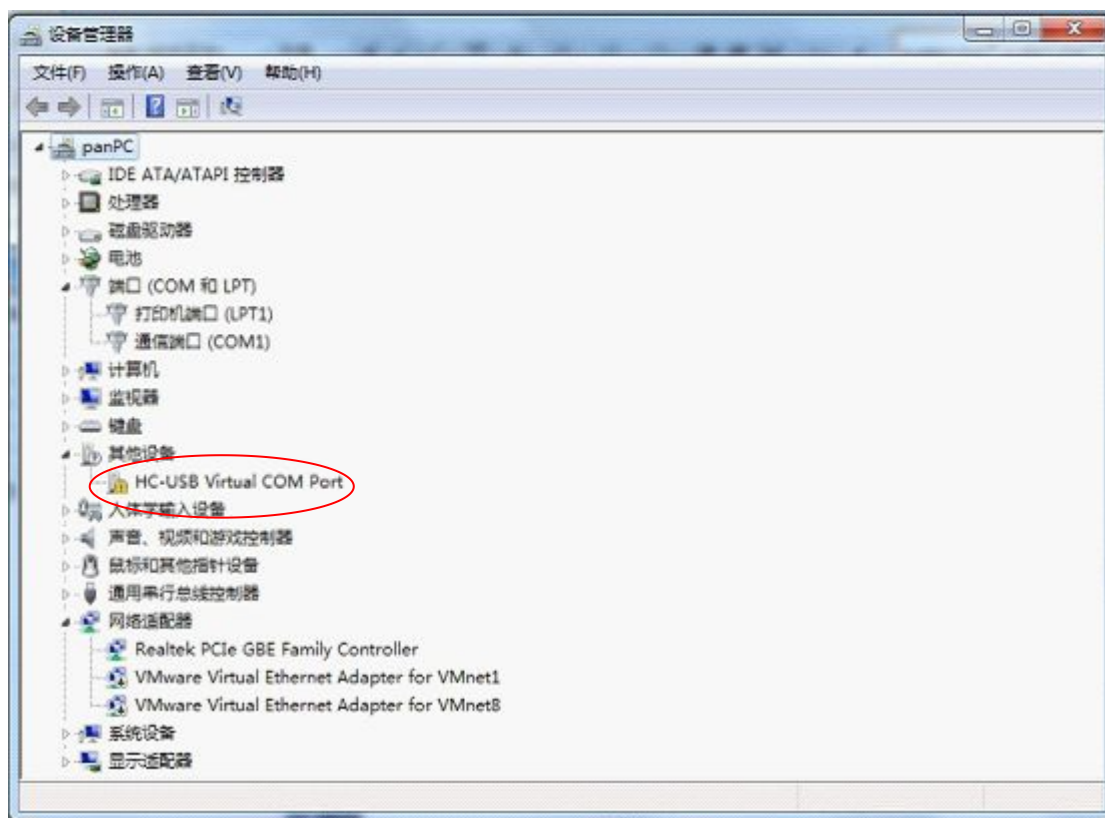 设备管理器
文件(F) 操作(A) 查看(V) 帮助(H)
panPC
IDE ATA/ATAPI 控制器
处理器
磁盘驱动器
电池
端口 (COM 和 LPT)
打印机端口 (LPT1)
通信端口 (COM1)
计算机
监视器
键盘
其他设备
HC-USB Virtual COM Port
人体学输入设备
声音、视频和游戏控制器
鼠标和其他指针设备
通用串行总线控制器
网络适配器
Realtek PCIe GBE Family Controller
VMware Virtual Ethernet Adapter for VMnet1
VMware Virtual Ethernet Adapter for VMnet8
系统设备
显示适配器